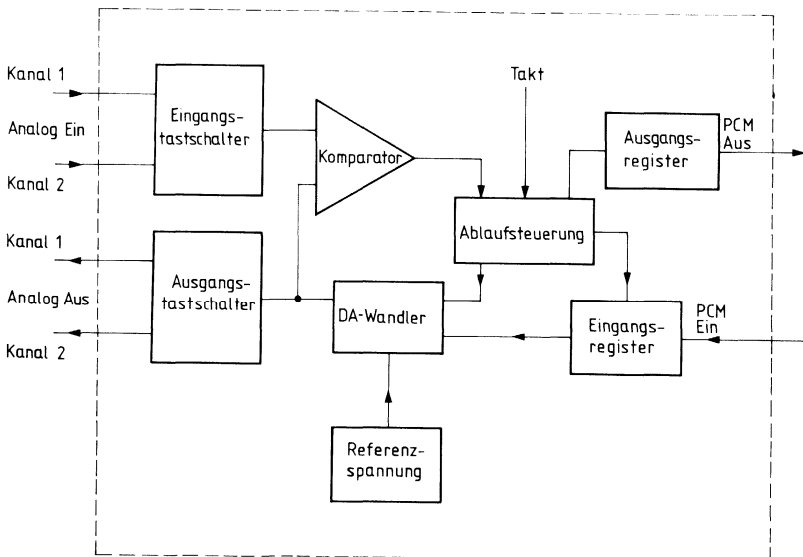 Kanal 1
Analog Ein
Kanal 2
Eingangs-
tastschalter
Komparator
Takt
Ausgangs-
register
PCM
Aus
Ablaufsteuerung
Kanal 1
Analog Aus
Kanal 2
Ausgangs-
tastschalter
DA-Wandler
Eingangs-
register
PCM
Ein
Referenz-
spannung